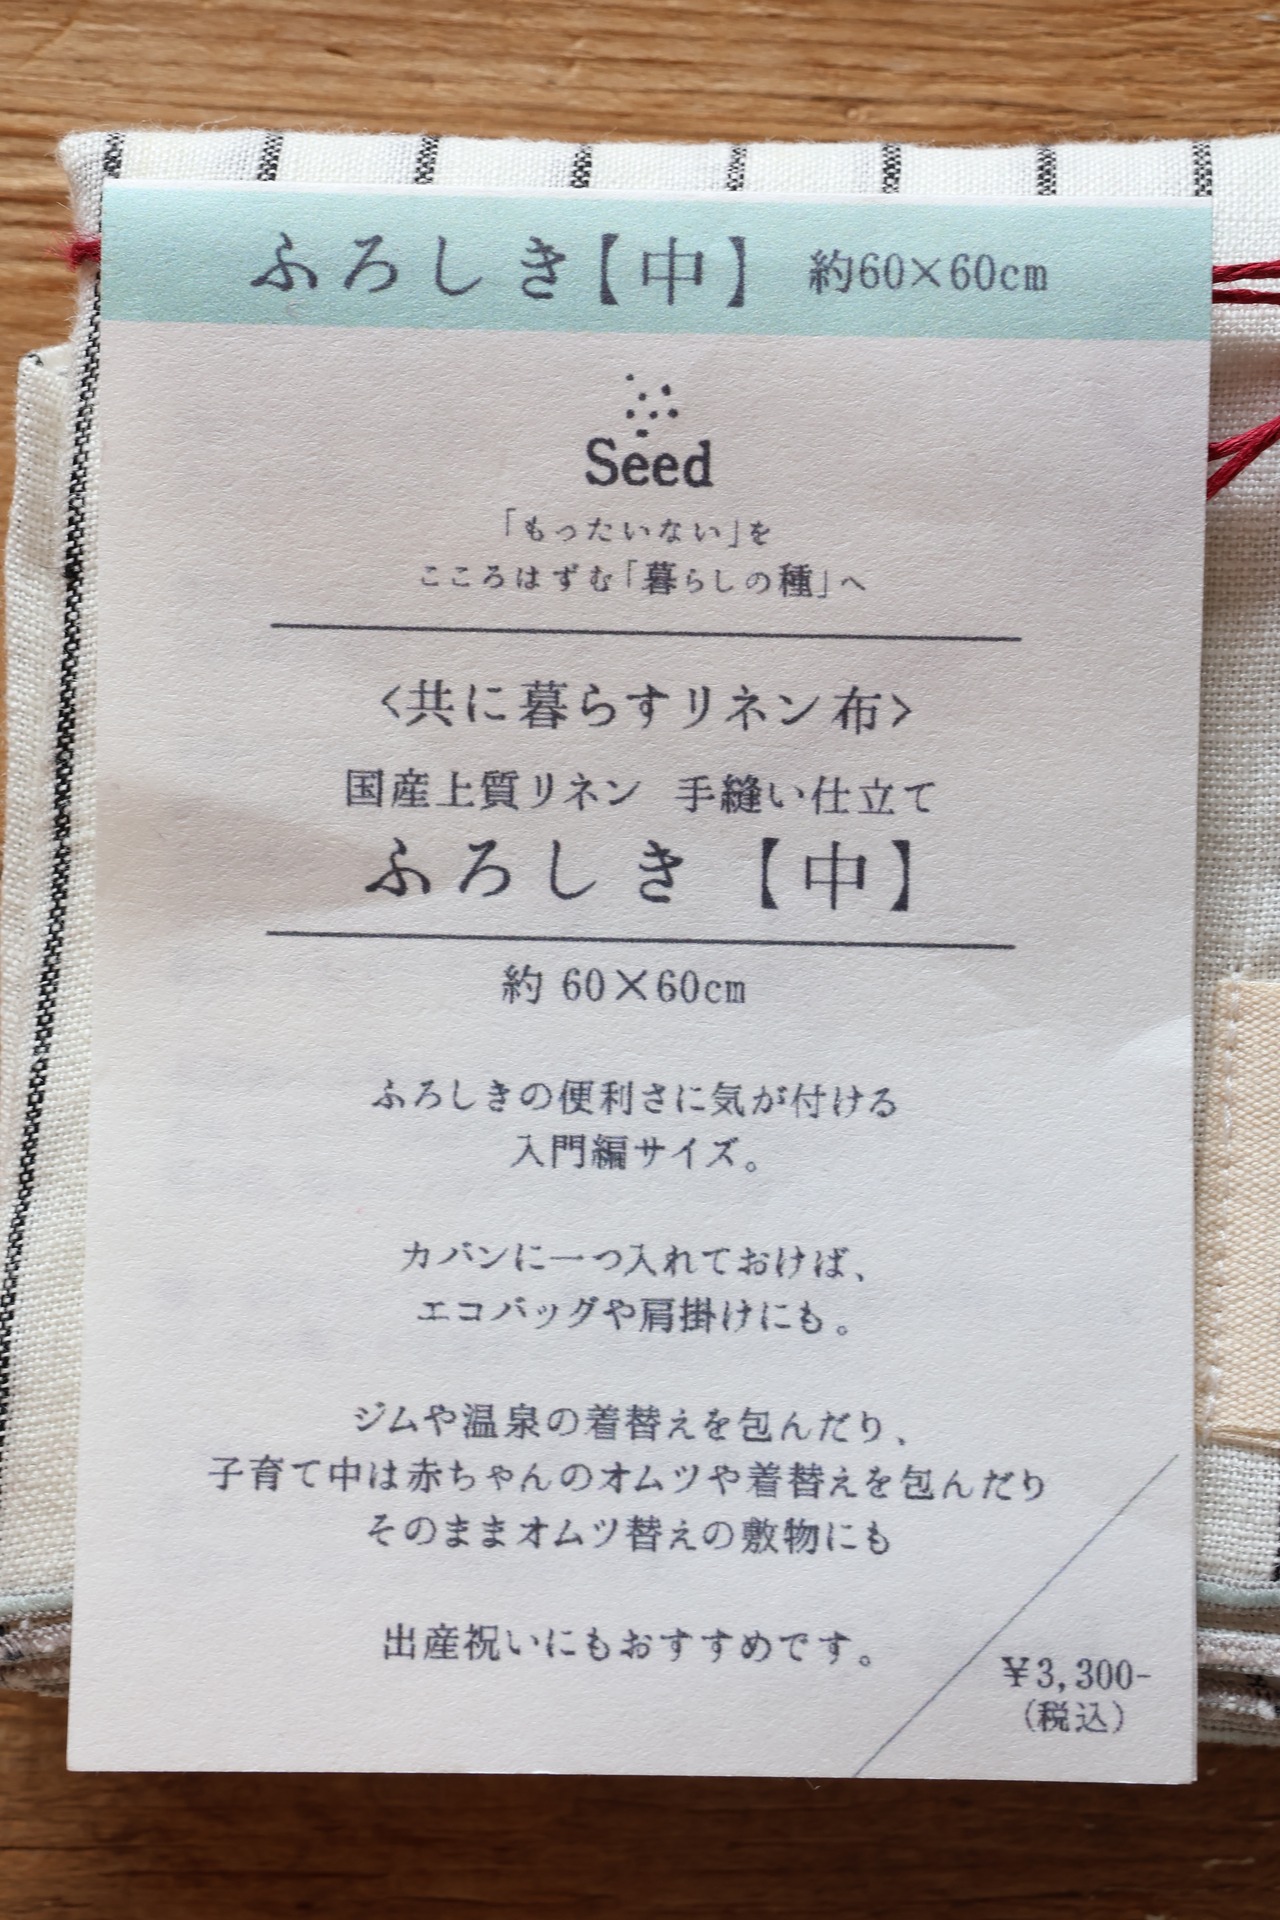 ふろしき【中】 約60×60cm
Seed
「もったいない」を
こころはずむ「暮らしの種」へ
<共に暮らすリネン布>
国産上質リネン 手縫い仕立て
ふろしき【中】
約 60×60cm
ふろしきの便利さに気が付ける
入門編サイズ。
カバンに一つ入れておけば、
エコバッグや肩掛けにも。
ジムや温泉の着替えを包んだり、
子育て中は赤ちゃんのオムツや着替えを包んだり
そのままオムツ替えの敷物にも
出産祝いにもおすすめです。
¥3,300-
(税込)